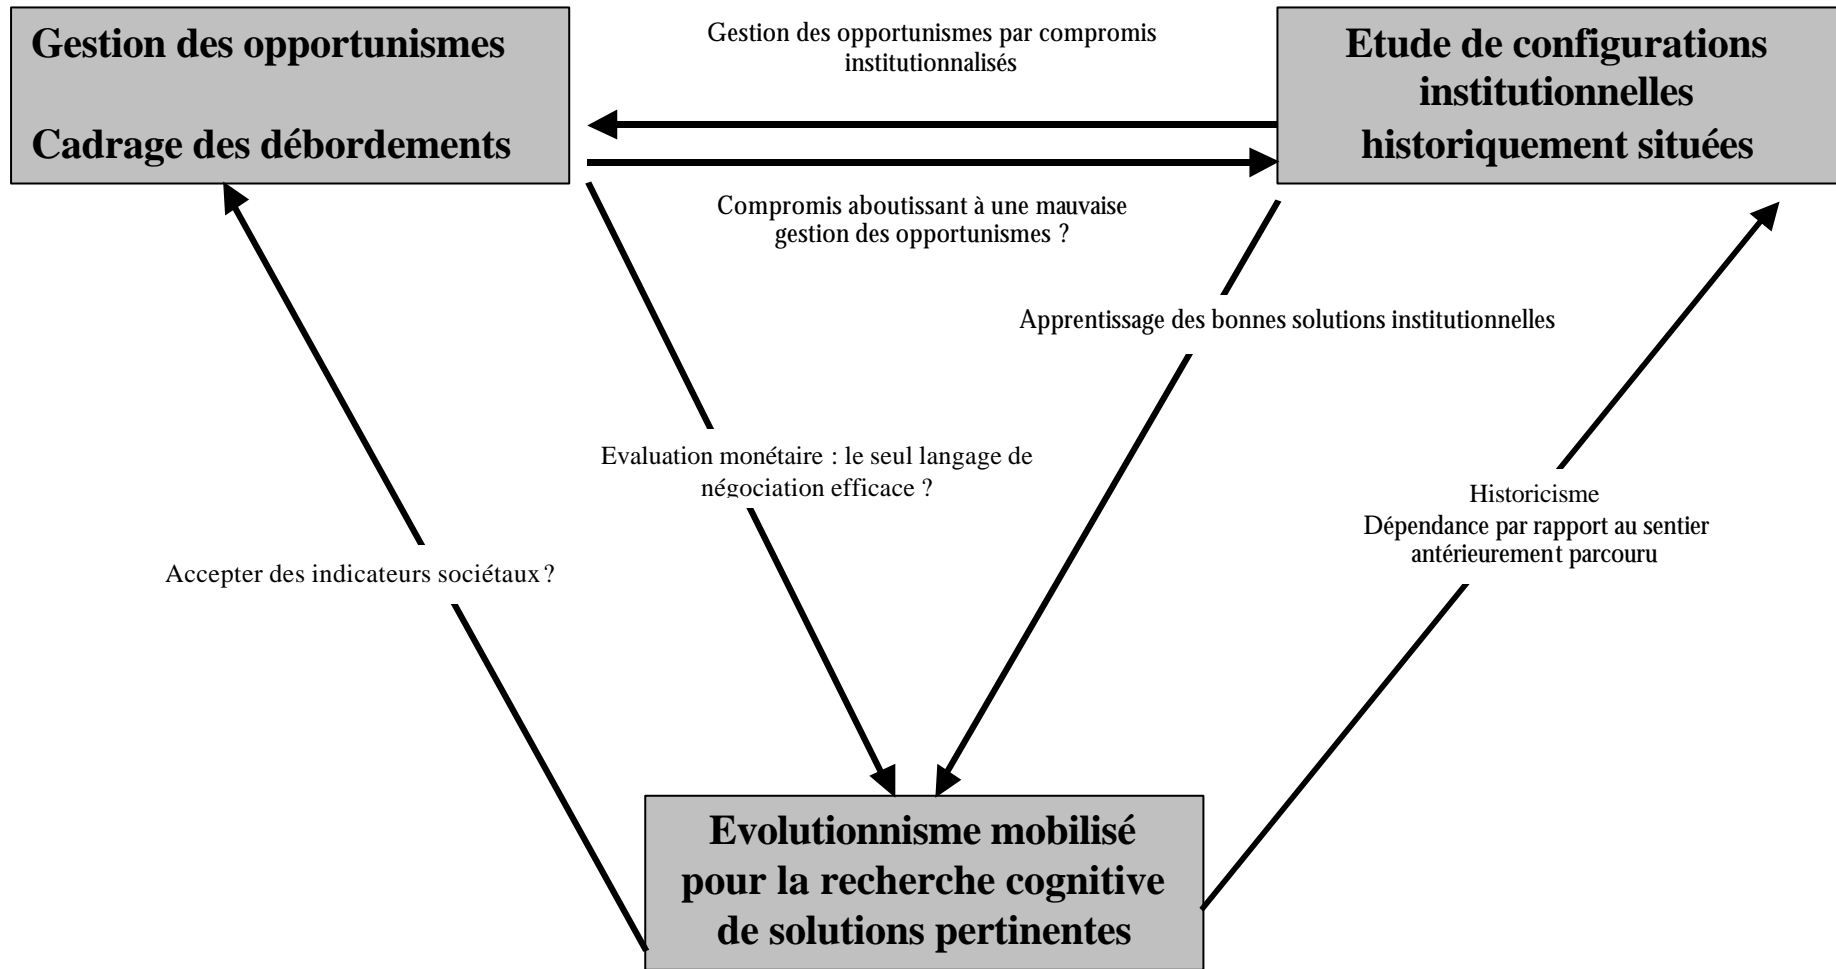 Gestion des opportunismes
Cadrage des débordements
Gestion des opportunismes par compromis
institutionnalisés
Etude de configurations
institutionnelles
historiquement situées
Compromis aboutissant à une mauvaise
gestion des opportunismes ?
Apprentissage des bonnes solutions institutionnelles
Evaluation monétaire : le seul langage de
négociation efficace ?
Historicisme
Dépendance par rapport au sentier
antérieurement parcouru
Accepter des indicateurs sociétaux ?
Evolutionnisme mobilisé
pour la recherche cognitive
de solutions pertinentes